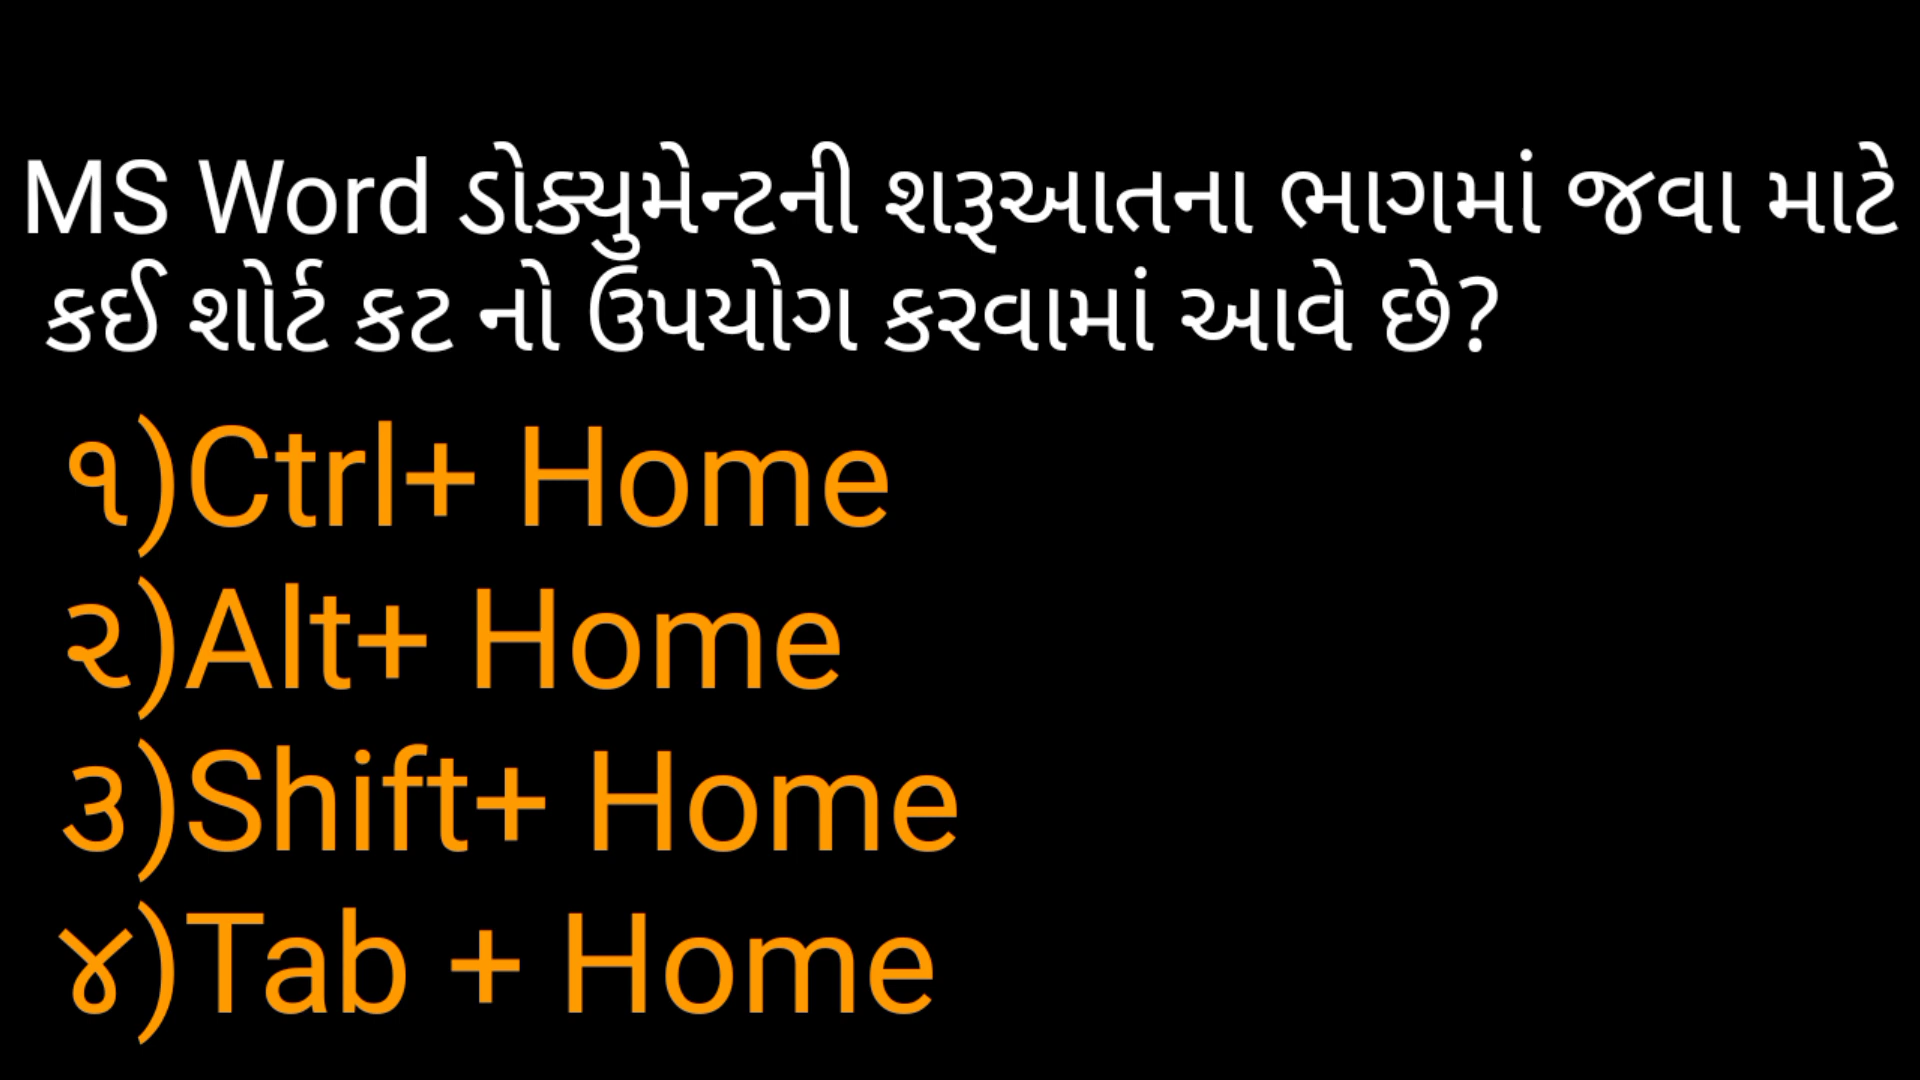 MS Word ડોક્યુમેન્ટની શરૂઆતના ભાગમાં જવા માટે
કઈ શોર્ટ કટ નો ઉપયોગ કરવામાં આવે છે?
૧)Ctrl+ Home
૨)Alt+ Home
૩)Shift+ Home
૪)Tab + Home